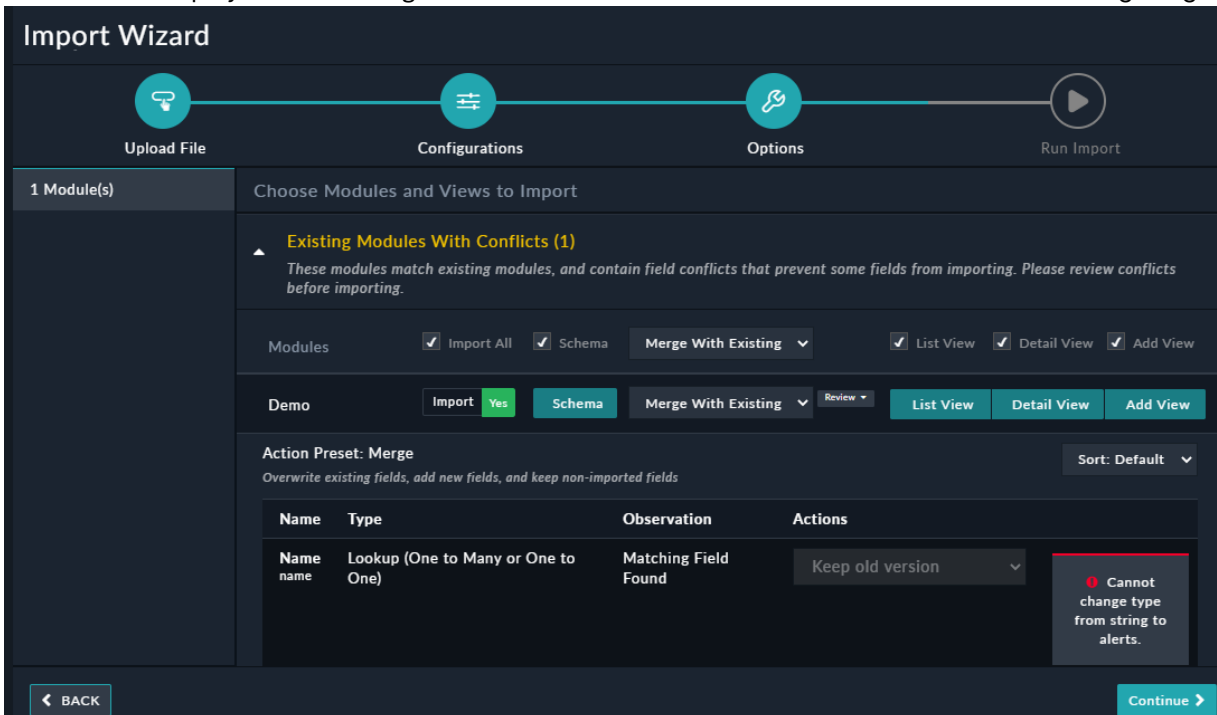 Import Wizard
Upload File
Configurations
Options
Run Import
1 Module(s)
Choose Modules and Views to Import
Existing Modules With Conflicts (1)
These modules match existing modules, and contain field conflicts that prevent some fields from importing. Please review conflicts
before importing.
Modules Import All Schema Merge With Existing List View Detail View Add View
Demo Import Yes Schema Merge With Existing Review List View Detail View Add View
Action Preset: Merge
Overwrite existing fields, add new fields, and keep non-imported fields
Sort: Default
Name Type Observation Actions
Name
name
Lookup (One to Many or One to
One)
Matching Field
Found
Keep old version
Cannot
change type
from string to
alerts.
BACK
Continue